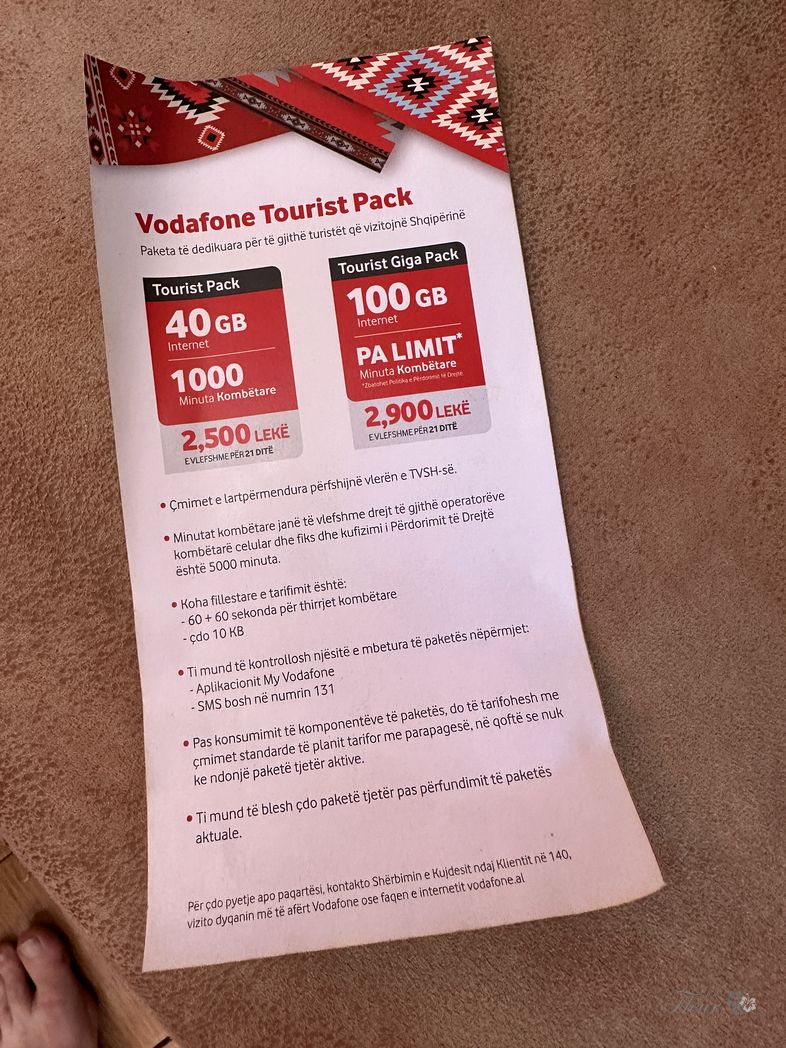 Vodafone Tourist Pack
Paketa të dedikuara për të gjithë turistët që vizitojnë Shqipërinë
Tourist Pack
40 GB
Internet
1000
Minuta Kombëtare
2,500 LEKË
E VLEFSHME PËR 21 DITË
Tourist Giga Pack
100 GB
Internet
PA LIMIT*
Minuta Kombëtare
*Zbatohet Politika e Përdorimit të Drejtë
2,900 LEKË
E VLEFSHME PËR 21 DITË
• Çmimet e lartpërmendura përfshijnë vlerën e TVSH-së.
• Minutat kombëtare janë të vlefshme drejt të gjithë operatorëve
kombëtarë celular dhe fiks dhe kufizimi i Përdorimit të Drejtë
është 5000 minuta.
• Koha fillestare e tarifimit është:
- 60 + 60 sekonda për thirrjet kombëtare
- çdo 10 KB
• Ti mund të kontrollosh njësitë e mbetura të paketës nëpërmjet:
- Aplikacionit My Vodafone
- SMS bosh në numrin 131
• Pas konsumimit të komponentëve të paketës, do të tarifohesh me
çmimet standarde të planit tarifor me parapagesë, në qoftë se nuk
ke ndonjë paketë tjetër aktive.
• Ti mund të blesh çdo paketë tjetër pas përfundimit të paketës
aktuale.
Për çdo pyetje apo paqartësi, kontakto Shërbimin e Kujdesit ndaj Klientit në 140,
vizito dyqanin më të afërt Vodafone ose faqen e internetit vodafone.al